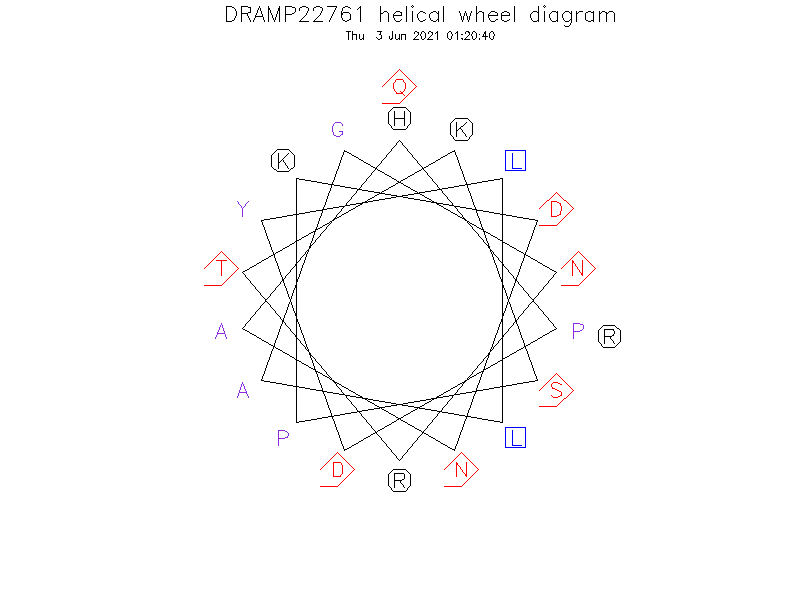 DRAMP22761 helical wheel diagram
Thu 3 Jun 2021 01:20:40
Q
H
G K
K L
Y D
T N
A P R
A S
P L
D R N